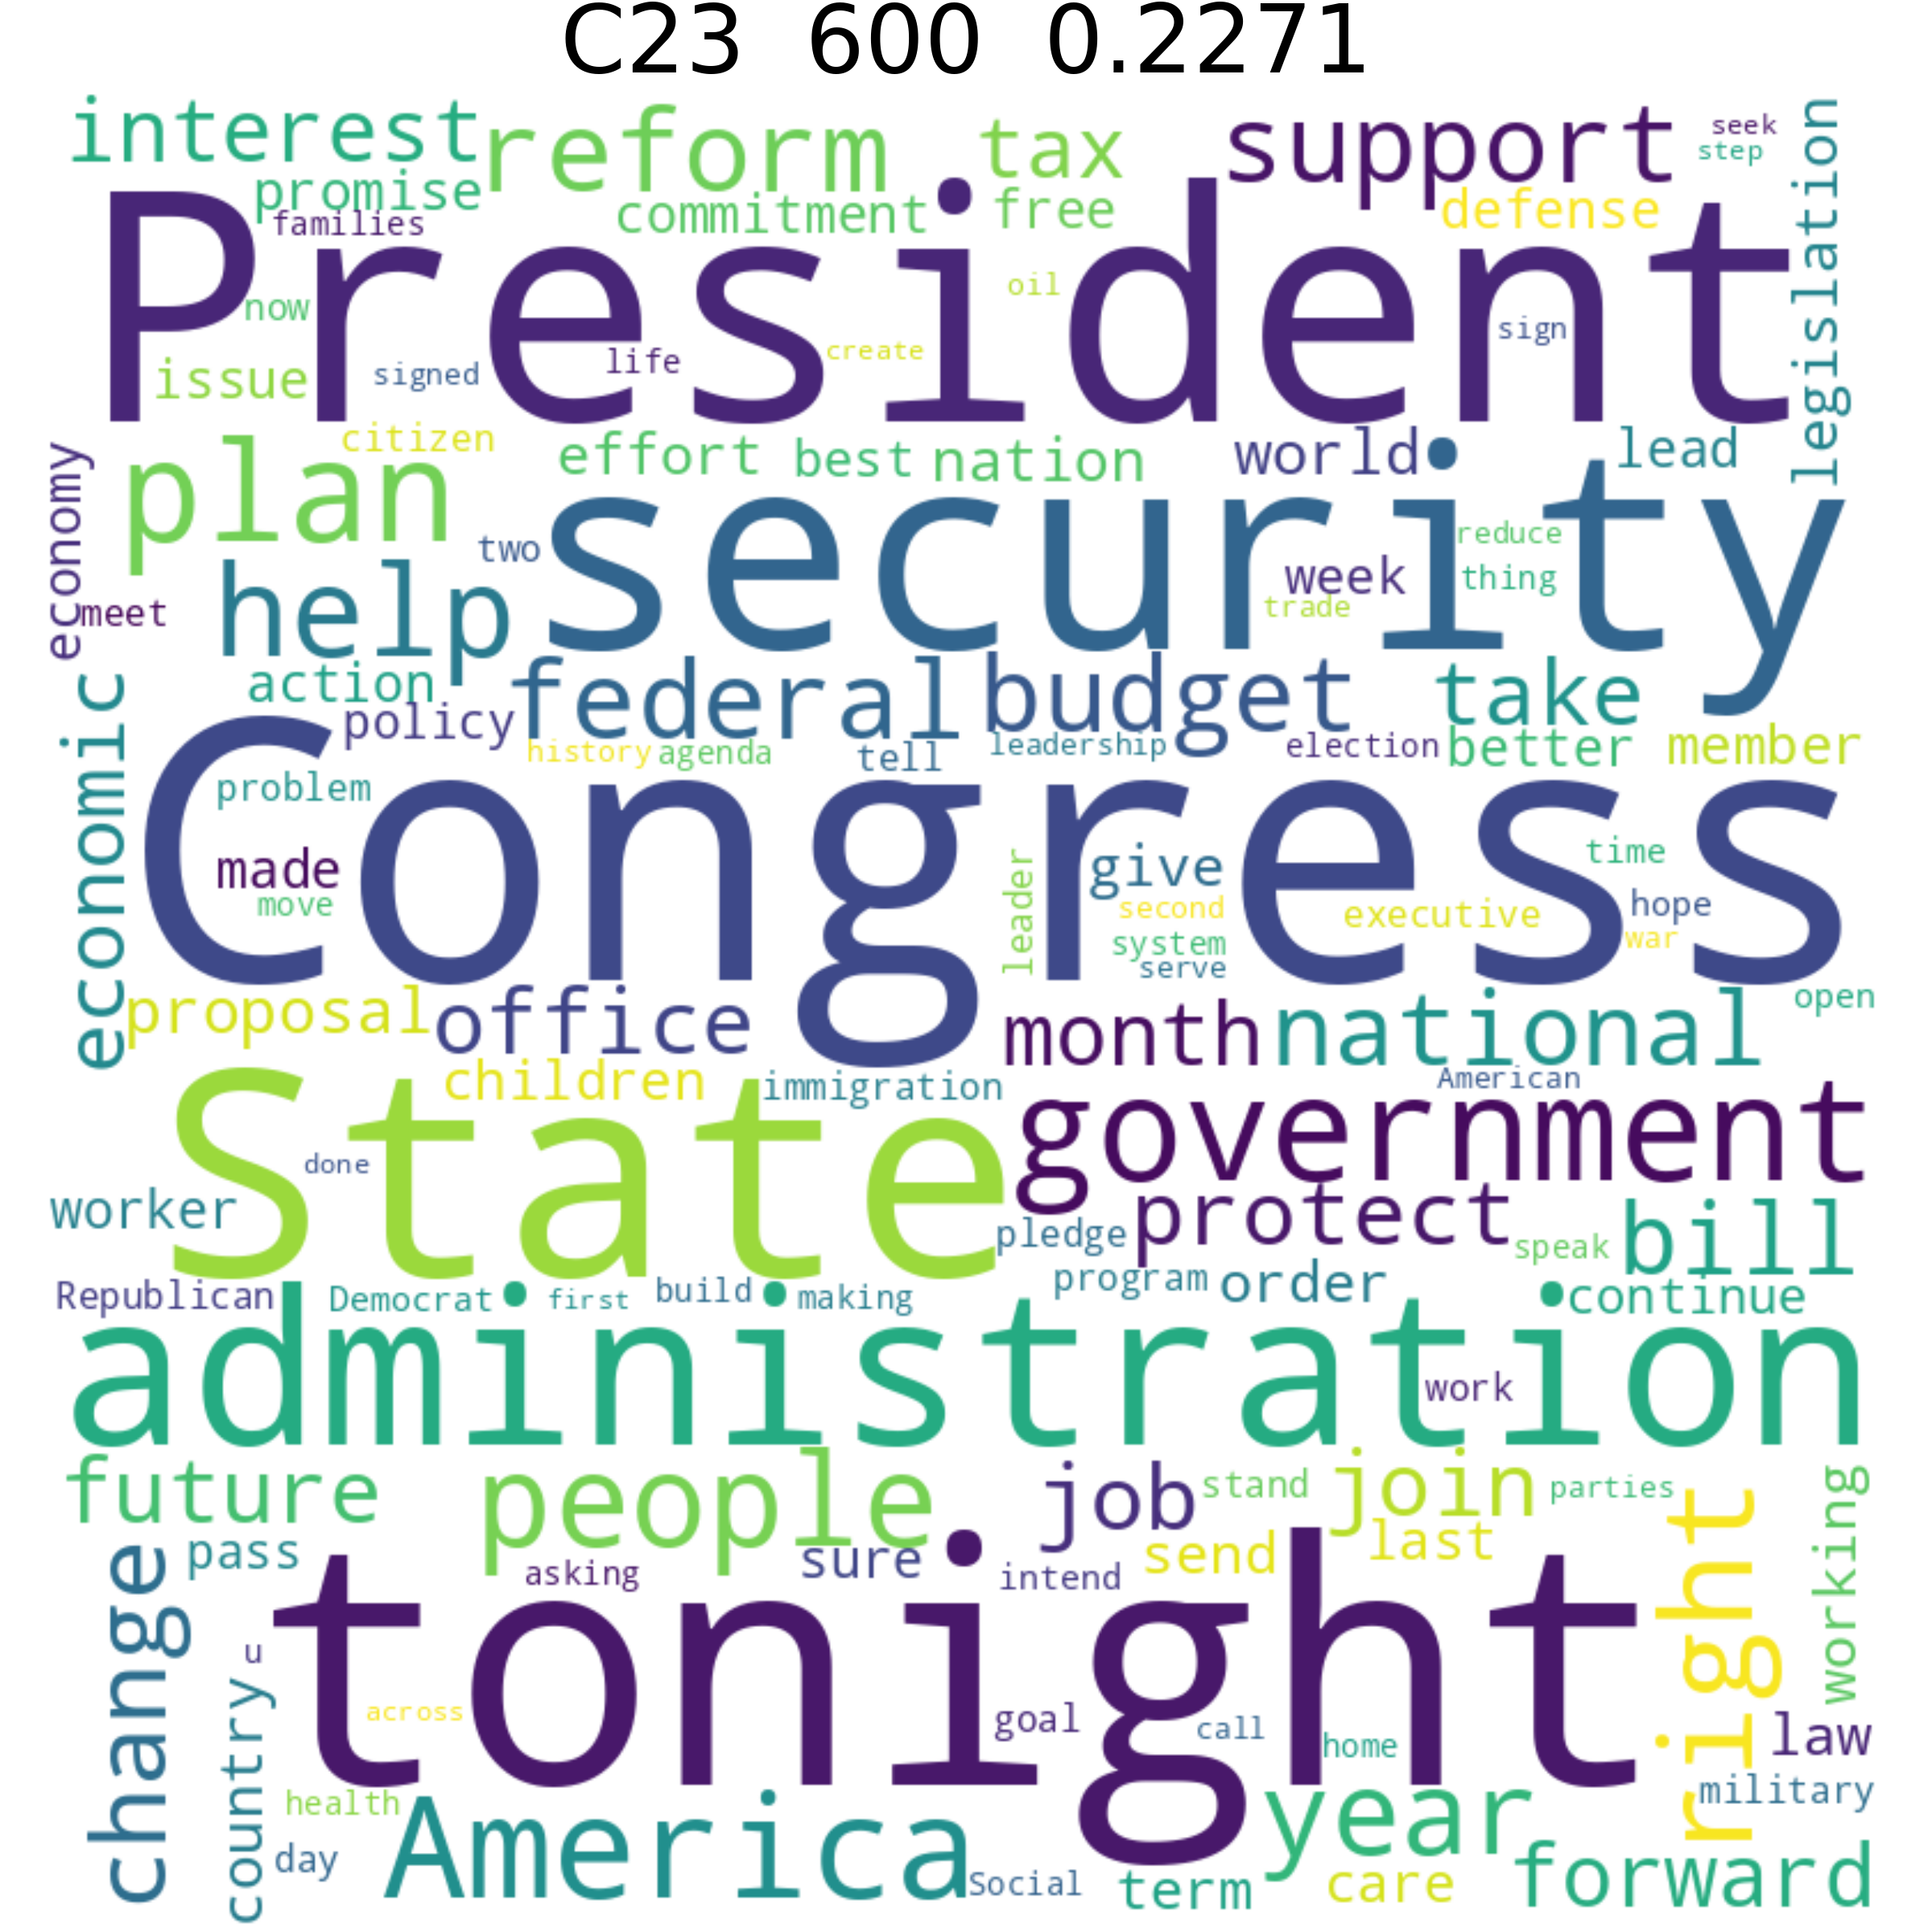 C23 600 0.2271
interest reform tax support seek
step
legislation
promise
families
commitment free defense
President
now
oil
sign
issue signed life create
citizen
economy
plan effort best nation world lead
two security reduce
week thing
trade
meet help
action federal budget take
policy
economic
history agenda tell leadership election better member
problem
Congress
made
move
leader
give
second
system
serve
time
executive hope
war
proposal office month national open
children immigration American
State government
done
worker
pledge protect speak bill
Republican Democrat first build making program order continue
administration
work
future people job stand join parties
working
pass asking sure intend send last
right
change
u
tonight
country
across goal call home law
military
health
day America Social term year care forward